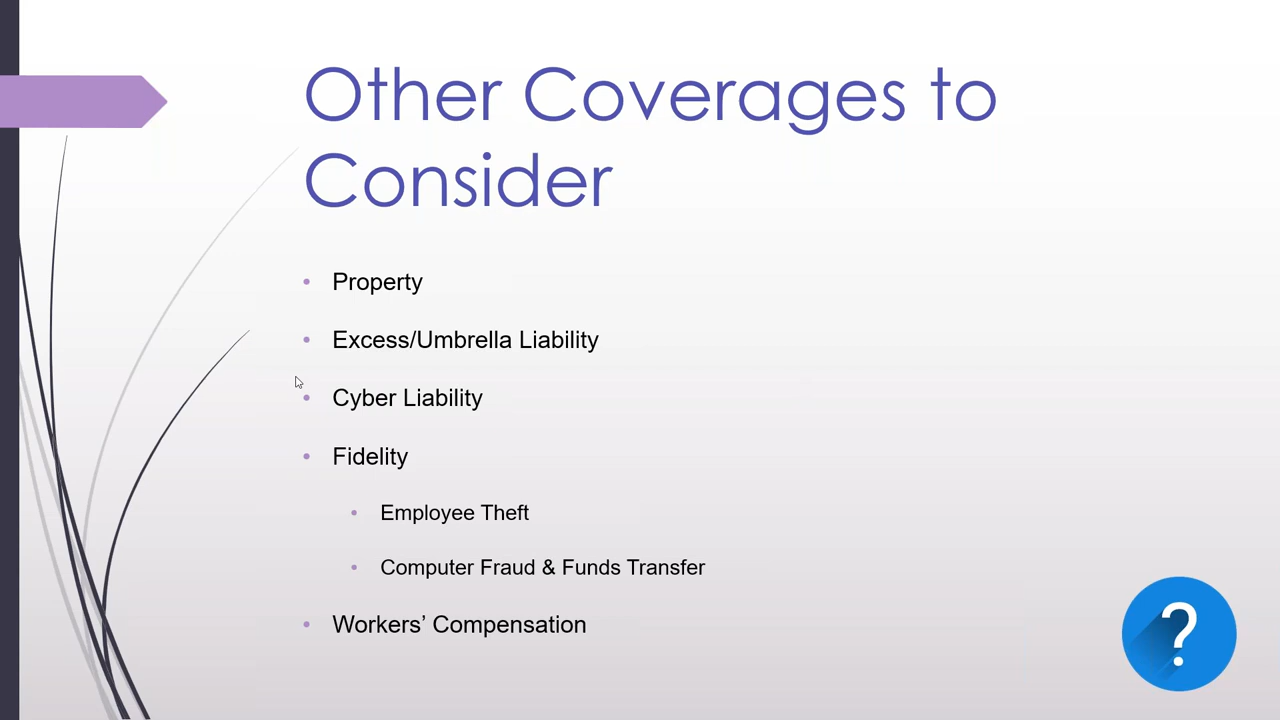 Other Coverages to
Consider
• Property
• Excess/Umbrella Liability
• Cyber Liability
• Fidelity
• Employee Theft
• Computer Fraud & Funds Transfer
• Workers’ Compensation
?